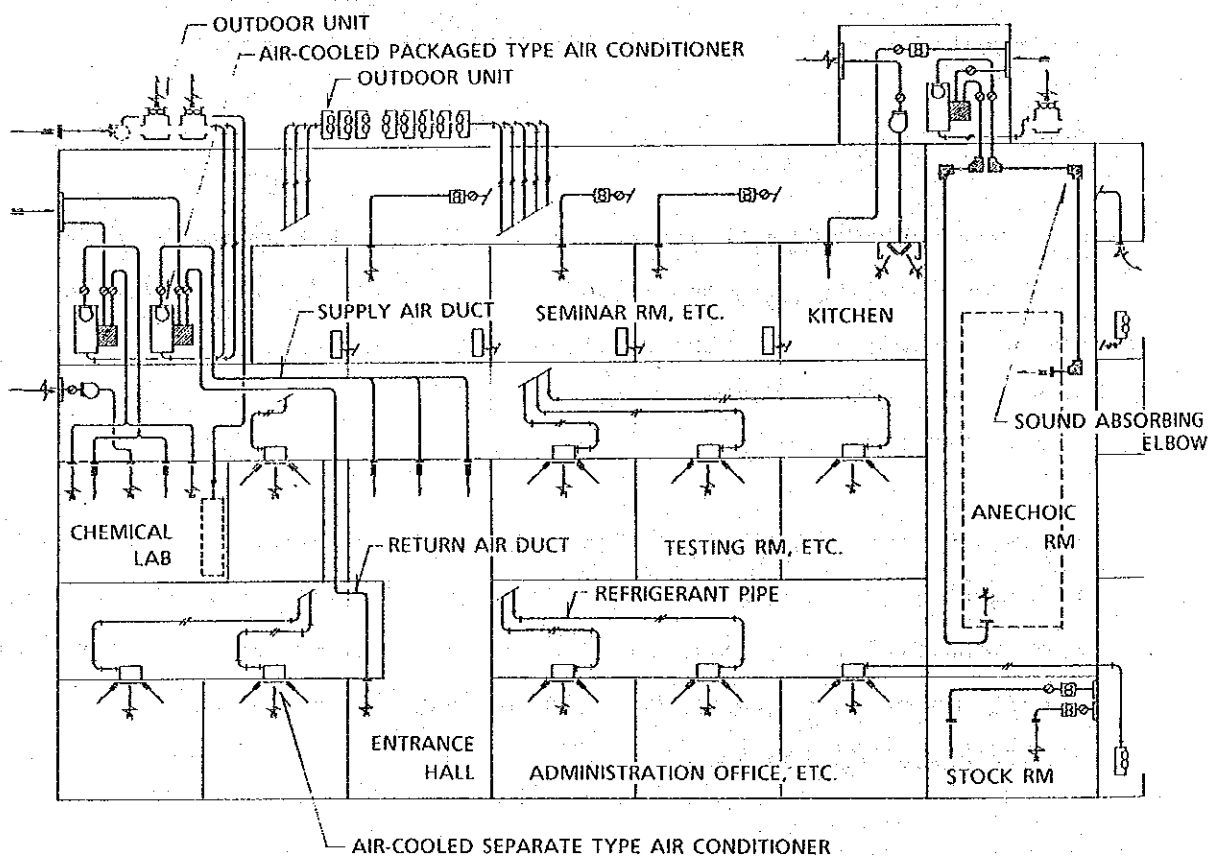 OUTDOOR UNIT
AIR-COOLED PACKAGED TYPE AIR CONDITIONER
OUTDOOR UNIT
SUPPLY AIR DUCT
SEMINAR RM, ETC.
KITCHEN
SOUND ABSORBING
ELBOW
CHEMICAL
LAB
RETURN AIR DUCT
TESTING RM, ETC.
ANECHOIC
RM
REFRIGERANT PIPE
ENTRANCE
HALL
ADMINISTRATION OFFICE, ETC.
STOCK RM
AIR-COOLED SEPARATE TYPE AIR CONDITIONER